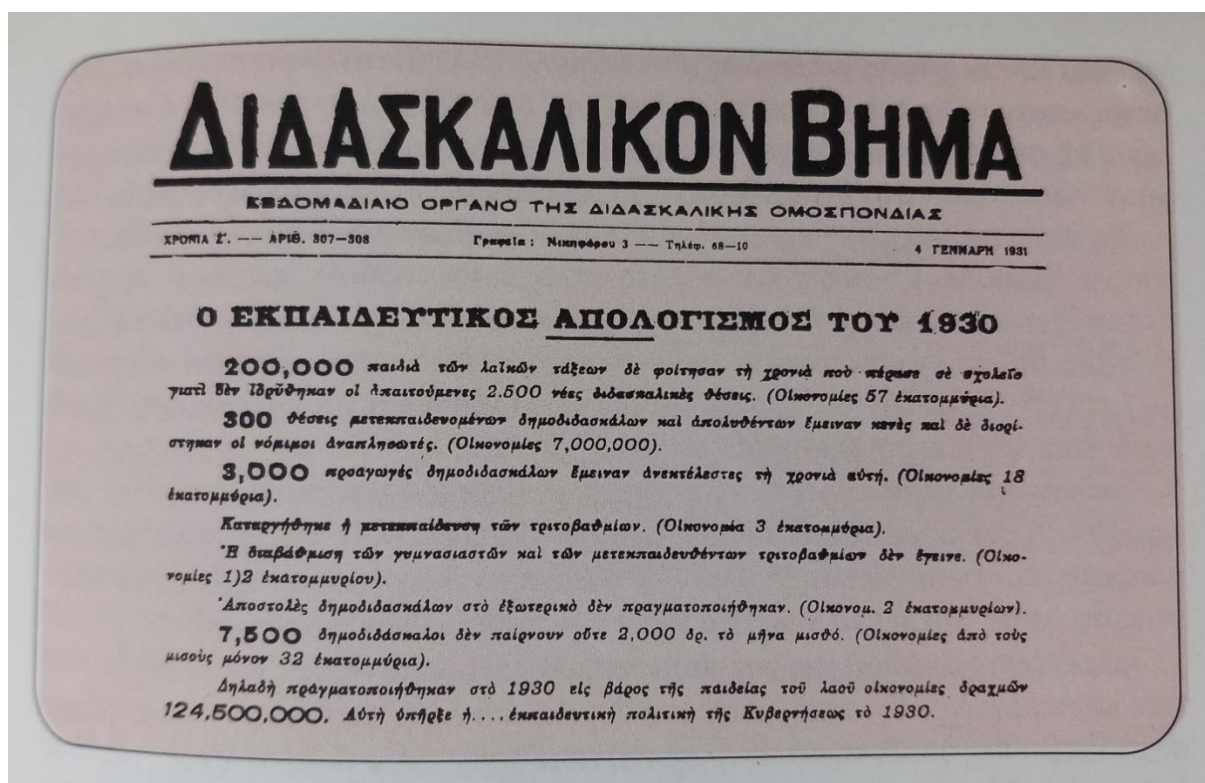 ΔΙΔΑΣΚΑΛΙΚΟΝ ΒΗΜΑ
ΕΒΔΟΜΑΔΙΑΙΟ ΟΡΓΑΝΟ ΤΗΣ ΔΙΔΑΣΚΑΛΙΚΗΣ ΟΜΟΣΠΟΝΔΙΑΣ
ΧΡΟΝΙΑ Ζ'. — ΑΡΙΘ. 307—308 Γραφεία : Νικηφόρου 3 — Τηλέφ. 68—10 4 ΓΕΝΝΑΡΗ 1931
Ο ΕΚΠΑΙΔΕΥΤΙΚΟΣ ΑΠΟΛΟΓΙΣΜΟΣ ΤΟΥ 1930
200,000 παιδιὰ τῶν λαϊκῶν τάξεων δὲ φοίτησαν τὴ χρονιὰ ποὺ πέρασε σὲ σχολεῖο
γιατὶ δὲν ἱδρύθηκαν οἱ ἀπαιτούμενες 2.500 νέες διδασκαλικὲς θέσεις. (Οἰκονομίες 57 ἑκατομμύρια).
300 θέσεις μετεκπαιδευομένων δημοδιδασκάλων καὶ ἀπολυθέντων ἔμειναν κενὲς καὶ δὲ διορί-
στηκαν οἱ νόμιμοι ἀναπληρωτές. (Οἰκονομίες 7,000,000).
3,000 προαγωγὲς δημοδιδασκάλων ἔμειναν ἀνεκτέλεστες τὴ χρονιὰ αὐτή. (Οἰκονομίες 18
ἑκατομμύρια).
Καταργήθηκε ἡ μετεκπαίδευση τῶν τριτοβαθμίων. (Οἰκονομία 3 ἑκατομμύρια).
Ἡ διαβάθμιση τῶν γυμνασιαστῶν καὶ τῶν μετεκπαιδευθέντων τριτοβαθμίων δὲν ἔγεινε. (Οἰκο-
νομίες 1)2 ἑκατομμυρίου).
Ἀποστολὲς δημοδιδασκάλων στὸ ἐξωτερικὸ δὲν πραγματοποιήθηκαν. (Οἰκονομ. 2 ἑκατομμυρίων).
7,500 δημοδιδάσκαλοι δὲν παίρνουν οὔτε 2,000 δρ. τὸ μῆνα μισθό. (Οἰκονομίες ἀπὸ τοὺς
μισοὺς μόνον 32 ἑκατομμύρια).
Δηλαδὴ πραγματοποιήθηκαν στὸ 1930 εἰς βάρος τῆς παιδείας τοῦ λαοῦ οἰκονομίες δραχμῶν
124,500,000. Αὐτὴ ὑπῆρξε ἡ.... ἐκπαιδευτικὴ πολιτικὴ τῆς Κυβερνήσεως τὸ 1930.